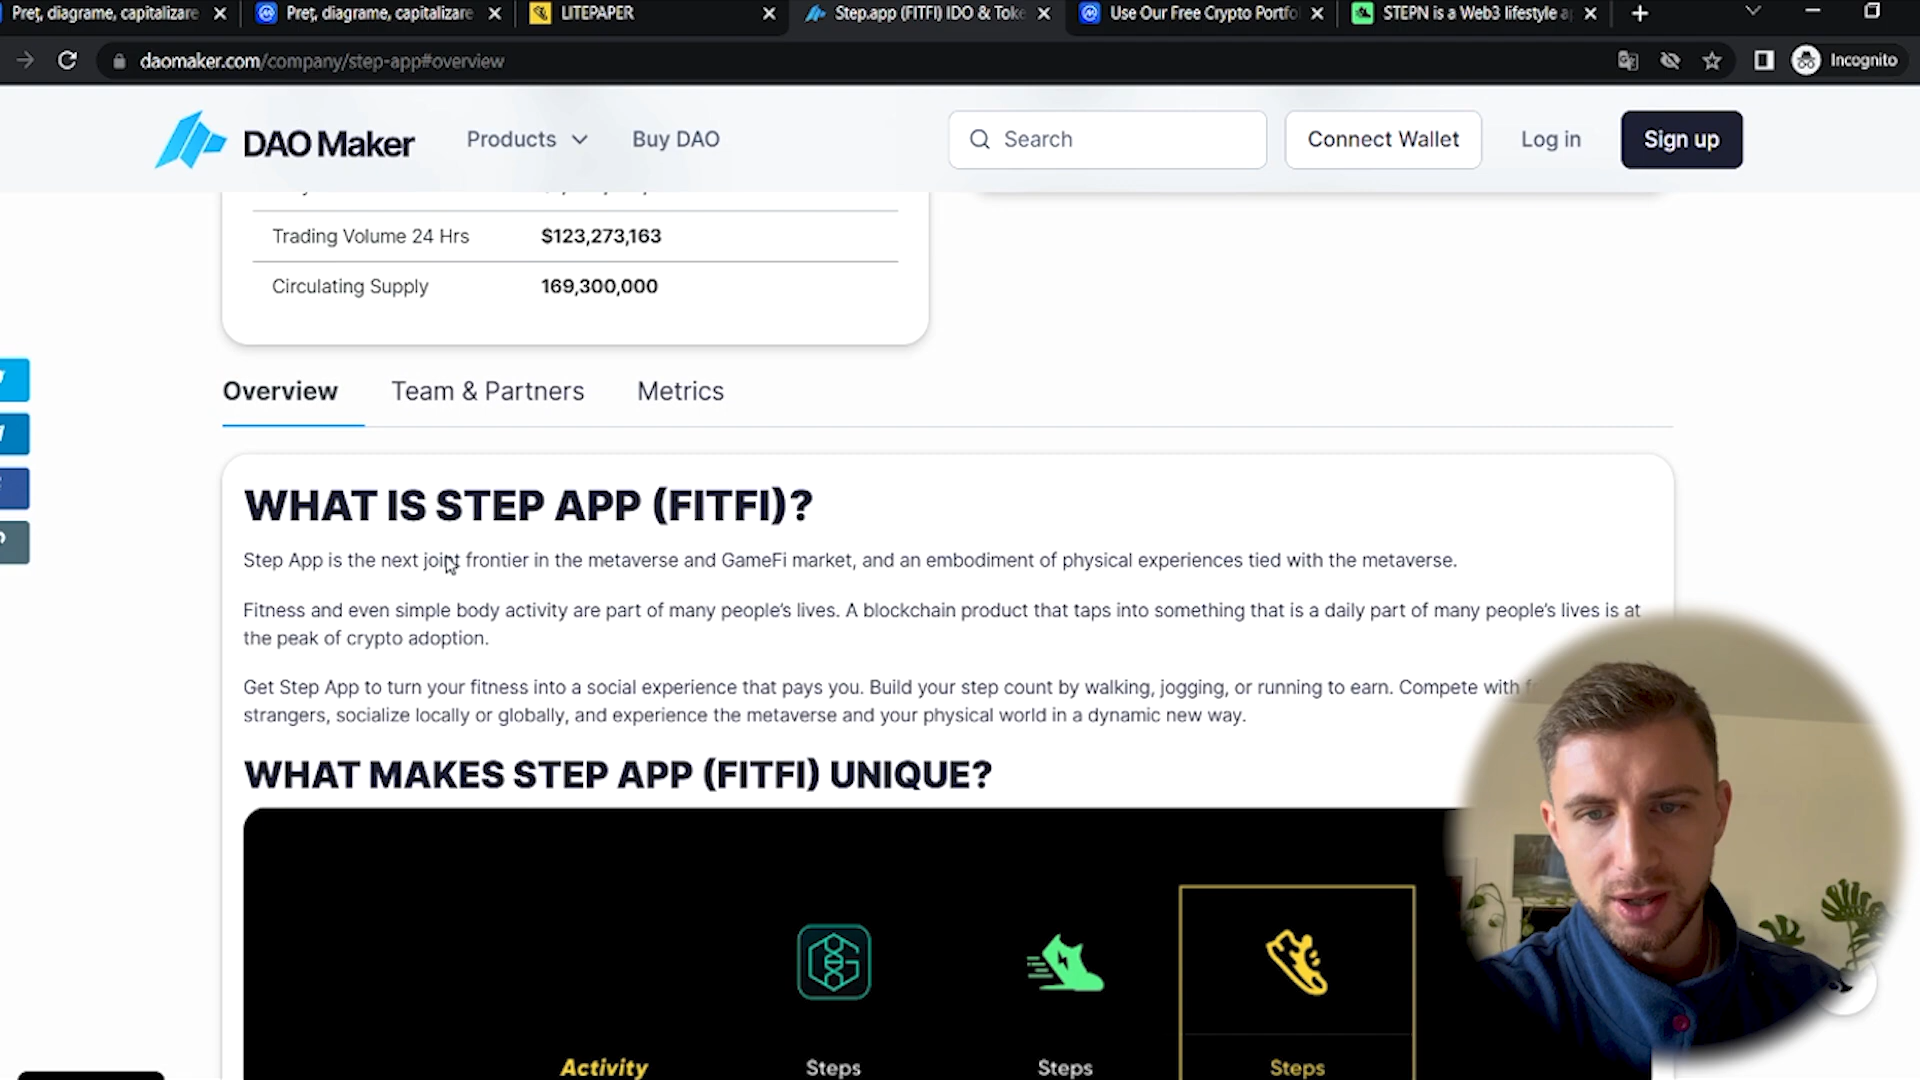 Preț, diagrame, capitalizare
Preț, diagrame, capitalizare
LITEPAPER
Step.app (FITFI) IDO & Toke
Use Our Free Crypto Portfo
STEPN is a Web3 lifestyle a
daomaker.com/company/step-app#overview
Incognito
DAO Maker
Products
Buy DAO
Search
Connect Wallet
Log in
Sign up
Trading Volume 24 Hrs $123,273,163
Circulating Supply 169,300,000
Overview
Team & Partners
Metrics
WHAT IS STEP APP (FITFI)?
Step App is the next joint frontier in the metaverse and GameFi market, and an embodiment of physical experiences tied with the metaverse.
Fitness and even simple body activity are part of many people's lives. A blockchain product that taps into something that is a daily part of many people's lives is at
the peak of crypto adoption.
Get Step App to turn your fitness into a social experience that pays you. Build your step count by walking, jogging, or running to earn. Compete with
strangers, socialize locally or globally, and experience the metaverse and your physical world in a dynamic new way.
WHAT MAKES STEP APP (FITFI) UNIQUE?
Activity
Steps
Steps
Steps